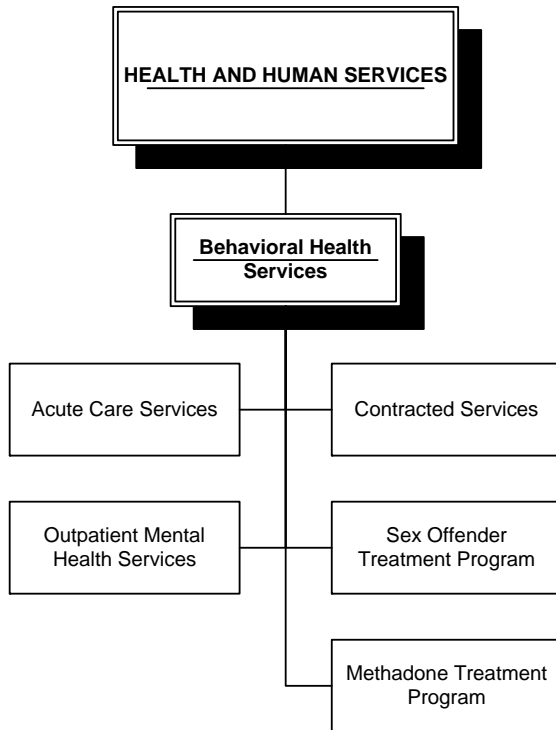 HEALTH AND HUMAN SERVICES
Behavioral Health
Services
Acute Care Services
Contracted Services
Outpatient Mental
Health Services
Sex Offender
Treatment Program
Methadone Treatment
Program